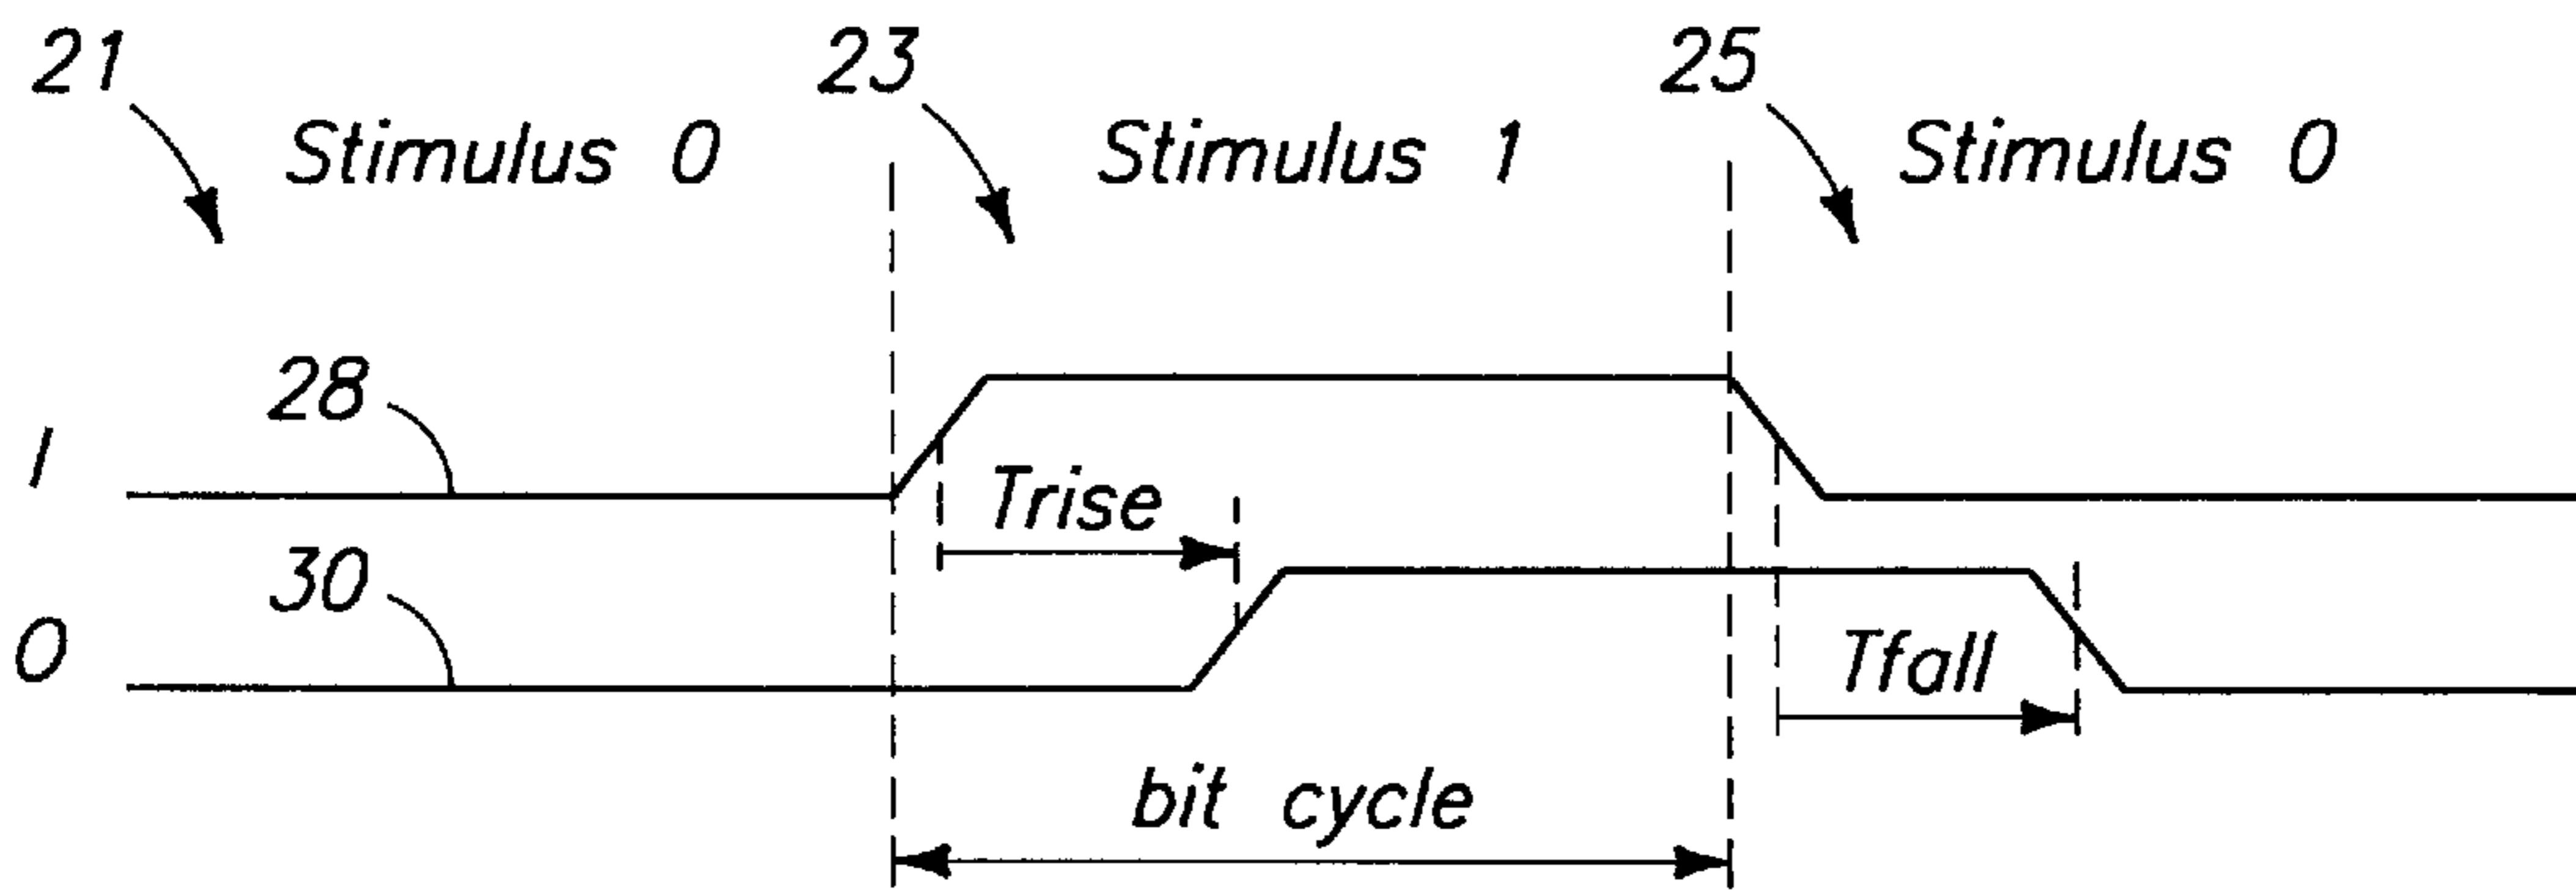 21
23
25
Stimulus 0
Stimulus 1
Stimulus 0
28
I
Trise
30
O
Tfall
bit cycle